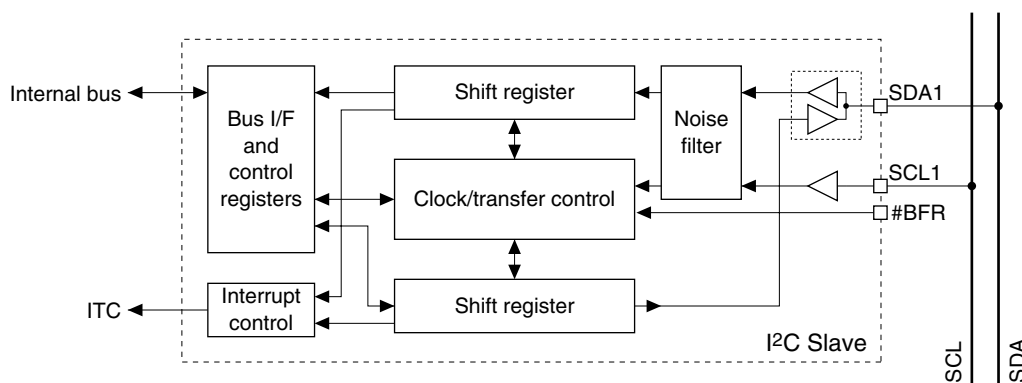 Internal bus
Bus I/F
and
control
registers
Shift register
Noise
filter
SDA1
Clock/transfer control
SCL1
#BFR
ITC
Interrupt
control
Shift register
I²C Slave
SCL
SDA